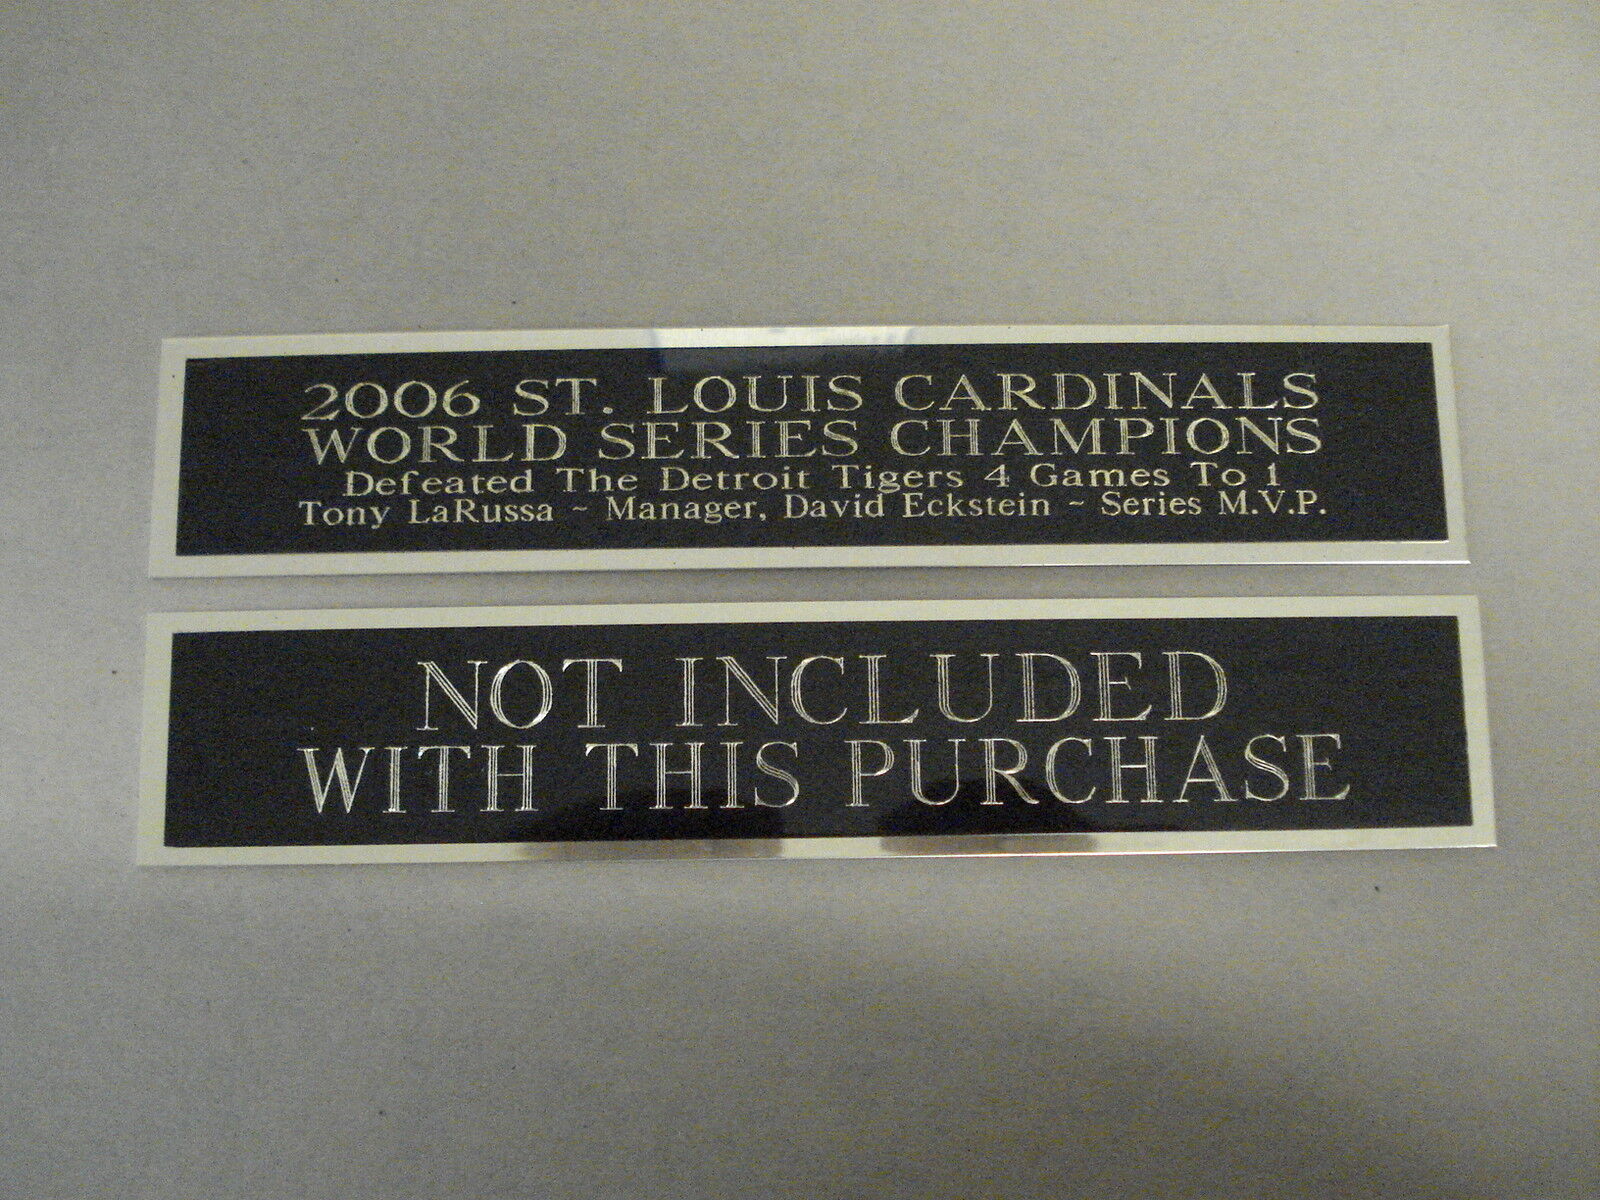 2006 ST. LOUIS CARDINALS
WORLD SERIES CHAMPIONS
Defeated The Detroit Tigers 4 Games To 1
Tony LaRussa ~ Manager, David Eckstein ~ Series M.V.P.
NOT INCLUDED
WITH THIS PURCHASE